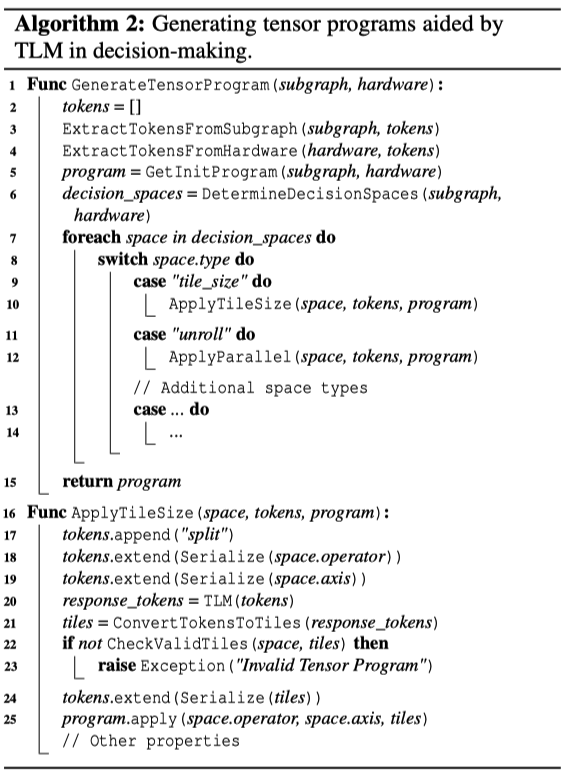 Algorithm 2: Generating tensor programs aided by
TLM in decision-making.
1 Func GenerateTensorProgram(subgraph, hardware):
2 tokens = []
3 ExtractTokensFromSubgraph(subgraph, tokens)
4 ExtractTokensFromHardware(hardware, tokens)
5 program = GetInitProgram(subgraph, hardware)
6 decision_spaces = DetermineDecisionSpaces(subgraph,
hardware)
7 foreach space in decision_spaces do
8 switch space.type do
9 case "tile_size" do
10 ApplyTileSize(space, tokens, program)
11 case "unroll" do
12 ApplyParallel(space, tokens, program)
// Additional space types
13 case ... do
14 ...
15 return program
16 Func ApplyTileSize(space, tokens, program):
17 tokens.append("split")
18 tokens.extend(Serialize(space.operator))
19 tokens.extend(Serialize(space.axis))
20 response_tokens = TLM(tokens)
21 tiles = ConvertTokensToTiles(response_tokens)
22 if not CheckValidTiles(space, tiles) then
23 raise Exception("Invalid Tensor Program")
24 tokens.extend(Serialize(tiles))
25 program.apply(space.operator, space.axis, tiles)
// Other properties